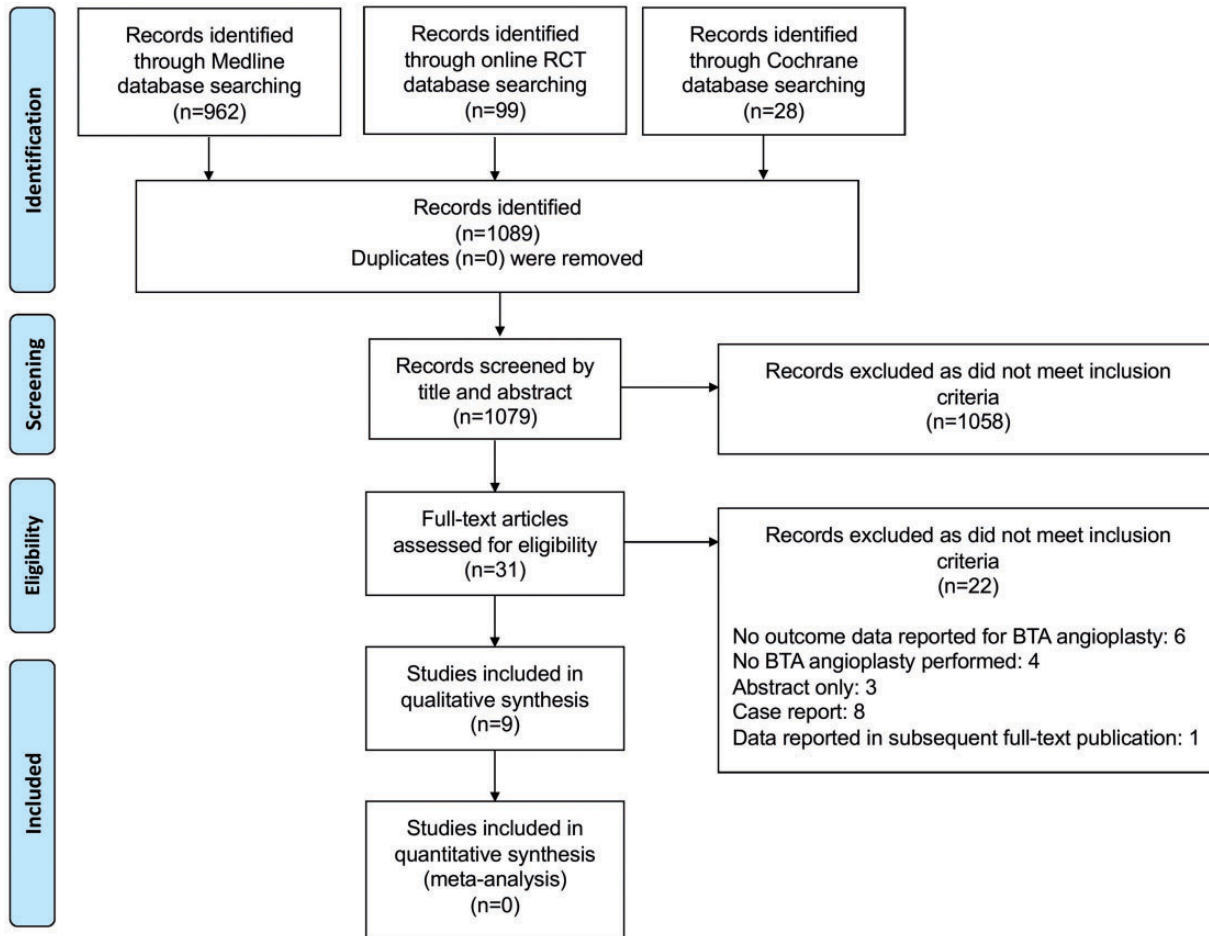 Identification
Records identified
through Medline
database searching
(n=962)
Records identified
through online RCT
database searching
(n=99)
Records identified
through Cochrane
database searching
(n=28)
Records identified
(n=1089)
Duplicates (n=0) were removed
Screening
Records screened by
title and abstract
(n=1079)
Records excluded as did not meet inclusion
criteria
(n=1058)
Eligibility
Full-text articles
assessed for eligibility
(n=31)
Records excluded as did not meet inclusion
criteria
(n=22)
No outcome data reported for BTA angioplasty: 6
No BTA angioplasty performed: 4
Abstract only: 3
Case report: 8
Data reported in subsequent full-text publication: 1
Included
Studies included in
qualitative synthesis
(n=9)
Studies included in
quantitative synthesis
(meta-analysis)
(n=0)